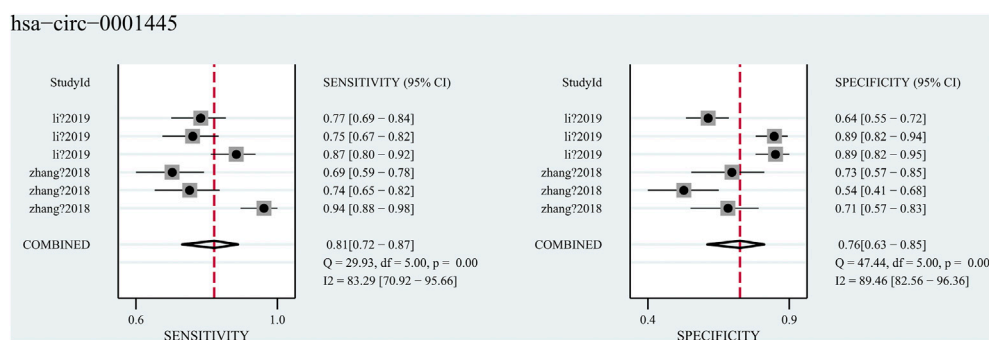 hsa−circ−0001445
StudyId
SENSITIVITY (95% CI)
li?2019
0.77 [0.69 − 0.84]
li?2019
0.75 [0.67 − 0.82]
li?2019
0.87 [0.80 − 0.92]
zhang?2018
0.69 [0.59 − 0.78]
zhang?2018
0.74 [0.65 − 0.82]
zhang?2018
0.94 [0.88 − 0.98]
COMBINED
0.81[0.72 − 0.87]
Q = 29.93, df = 5.00, p = 0.00
I2 = 83.29 [70.92 − 95.66]
0.6
1.0
SENSITIVITY
StudyId
SPECIFICITY (95% CI)
li?2019
0.64 [0.55 − 0.72]
li?2019
0.89 [0.82 − 0.94]
li?2019
0.89 [0.82 − 0.95]
zhang?2018
0.73 [0.57 − 0.85]
zhang?2018
0.54 [0.41 − 0.68]
zhang?2018
0.71 [0.57 − 0.83]
COMBINED
0.76[0.63 − 0.85]
Q = 47.44, df = 5.00, p = 0.00
I2 = 89.46 [82.56 − 96.36]
0.4
0.9
SPECIFICITY